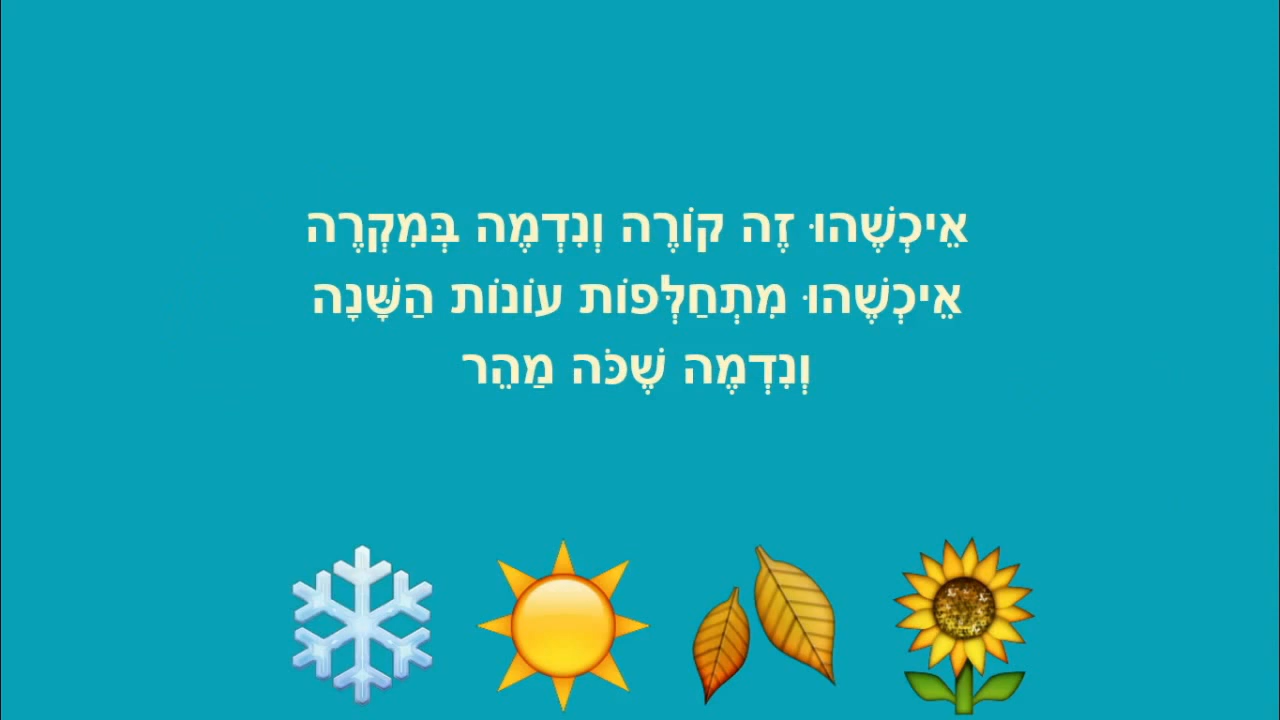 אֵיכְשֶׁהוּ זֶה קוֹרֶה וְנִדְמֶה בְּמִקְרֶה
אֵיכְשֶׁהוּ מִתְחַלְּפוֹת עוֹנוֹת הַשָּׁנָה
וְנִדְמֶה שֶׁכֹּה מַהֵר